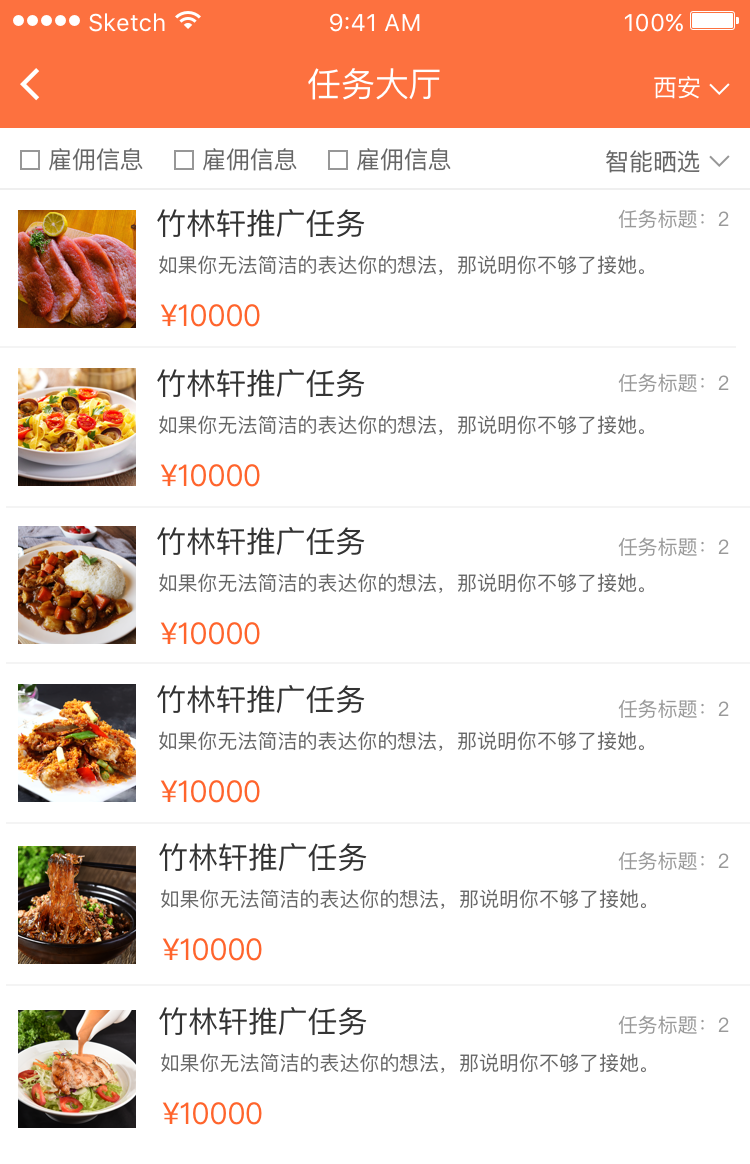 Sketch 9:41 AM 100%
任务大厅 西安
雇佣信息 雇佣信息 雇佣信息 智能晒选
竹林轩推广任务 任务标题：2
如果你无法简洁的表达你的想法，那说明你不够了接她。
¥10000
竹林轩推广任务 任务标题：2
如果你无法简洁的表达你的想法，那说明你不够了接她。
¥10000
竹林轩推广任务 任务标题：2
如果你无法简洁的表达你的想法，那说明你不够了接她。
¥10000
竹林轩推广任务 任务标题：2
如果你无法简洁的表达你的想法，那说明你不够了接她。
¥10000
竹林轩推广任务 任务标题：2
如果你无法简洁的表达你的想法，那说明你不够了接她。
¥10000
竹林轩推广任务 任务标题：2
如果你无法简洁的表达你的想法，那说明你不够了接她。
¥10000